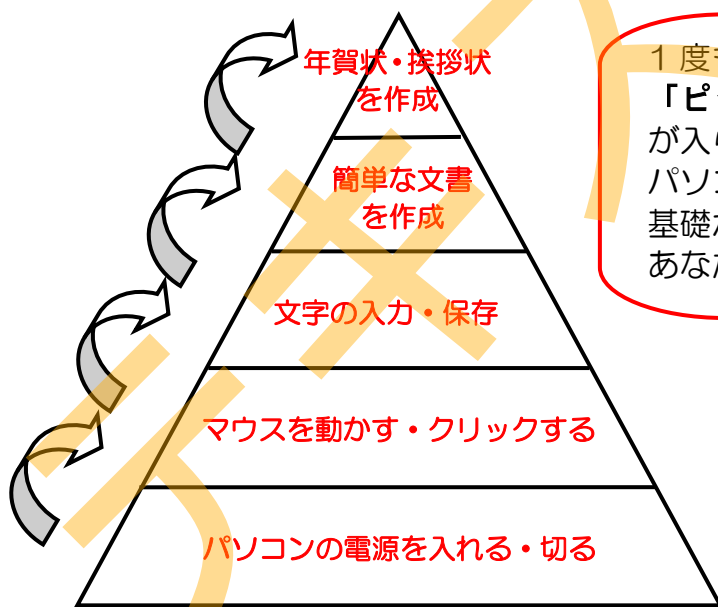 年賀状・挨拶状
を作成
簡単な文書
を作成
文字の入力・保存
マウスを動かす・クリックする
パソコンの電源を入れる・切る
１度
「ピ
が入
パソコ
基礎
あな